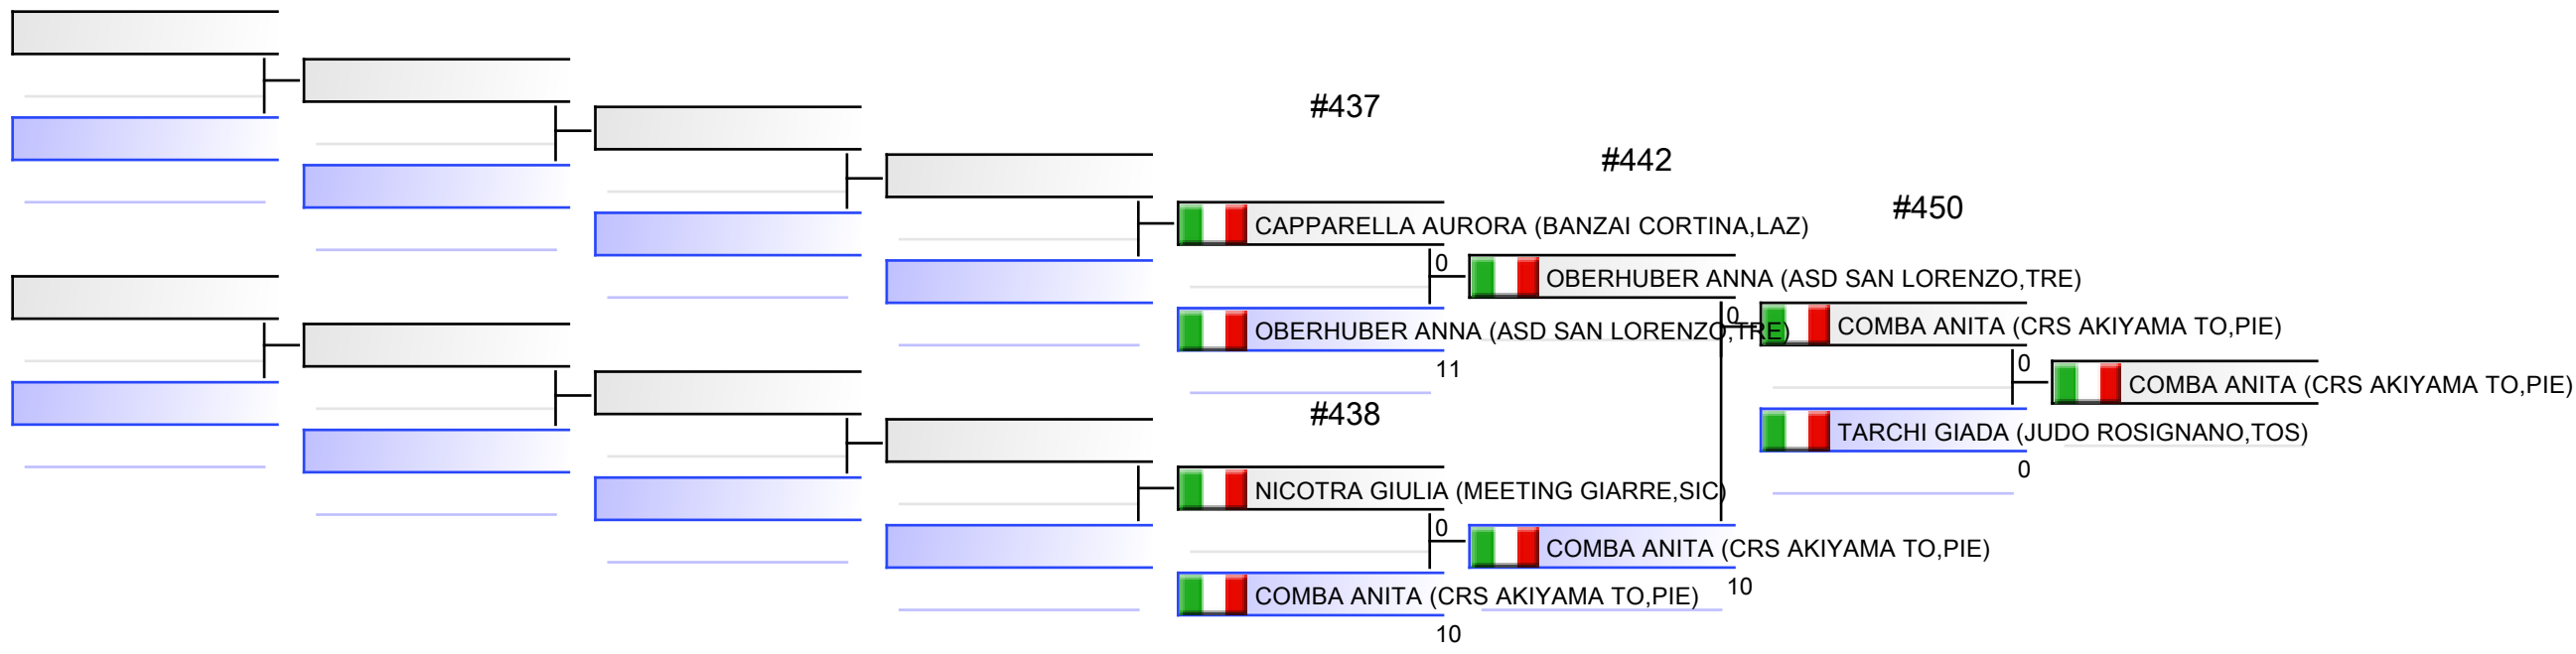 #437
#442
#450
CAPPARELLA AURORA (BANZAI CORTINA,LAZ)
0
OBERHUBER ANNA (ASD SAN LORENZO,TRE)
OBERHUBER ANNA (ASD SAN LORENZO,TRE)
11
0
COMBA ANITA (CRS AKIYAMA TO,PIE)
0
COMBA ANITA (CRS AKIYAMA TO,PIE)
TARCHI GIADA (JUDO ROSIGNANO,TOS)
0
#438
NICOTRA GIULIA (MEETING GIARRE,SIC)
0
COMBA ANITA (CRS AKIYAMA TO,PIE)
10
COMBA ANITA (CRS AKIYAMA TO,PIE)
10